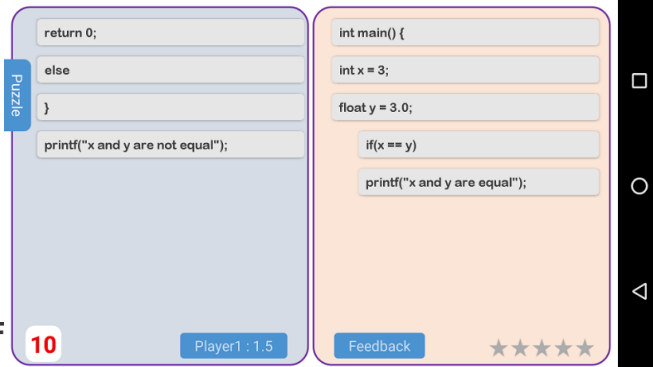 return 0;
else
}
printf("x and y are not equal");
Puzzle
10
Player1 : 1.5
int main() {
int x = 3;
float y = 3.0;
if(x == y)
printf("x and y are equal");
Feedback